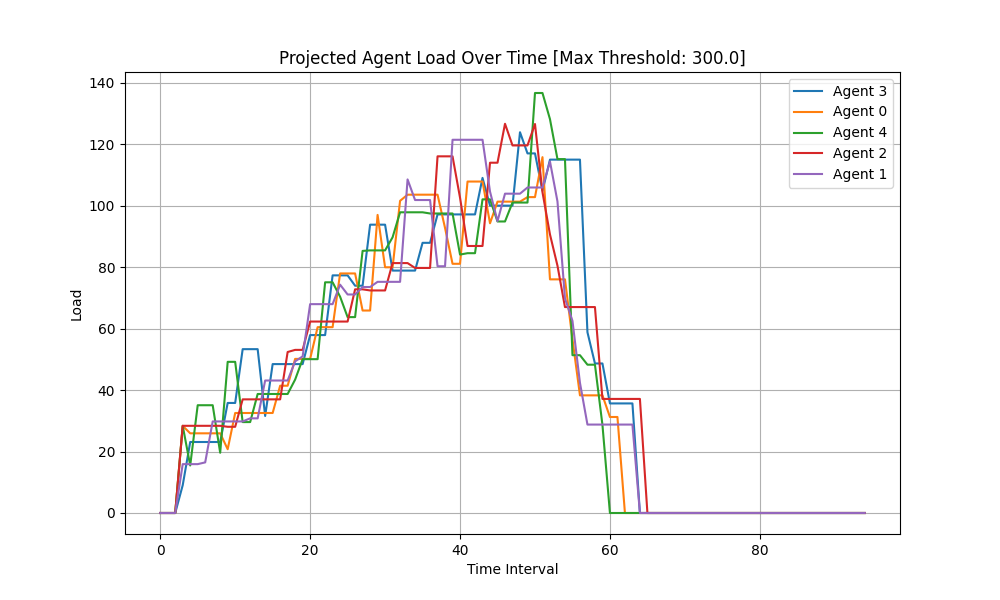 Projected Agent Load Over Time [Max Threshold: 300.0]
140
120
100
80
60
40
20
0
Load
Agent 3
Agent 0
Agent 4
Agent 2
Agent 1
0 20 40 60 80
Time Interval